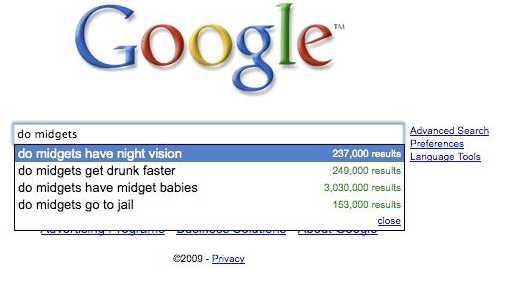 Google™
do midgets
do midgets have night vision 237,000 results
do midgets get drunk faster 249,000 results
do midgets have midget babies 3,030,000 results
do midgets go to jail 153,000 results
close
Advanced Search
Preferences
Language Tools
Advertising Programs Business Solutions About Google
©2009 - Privacy